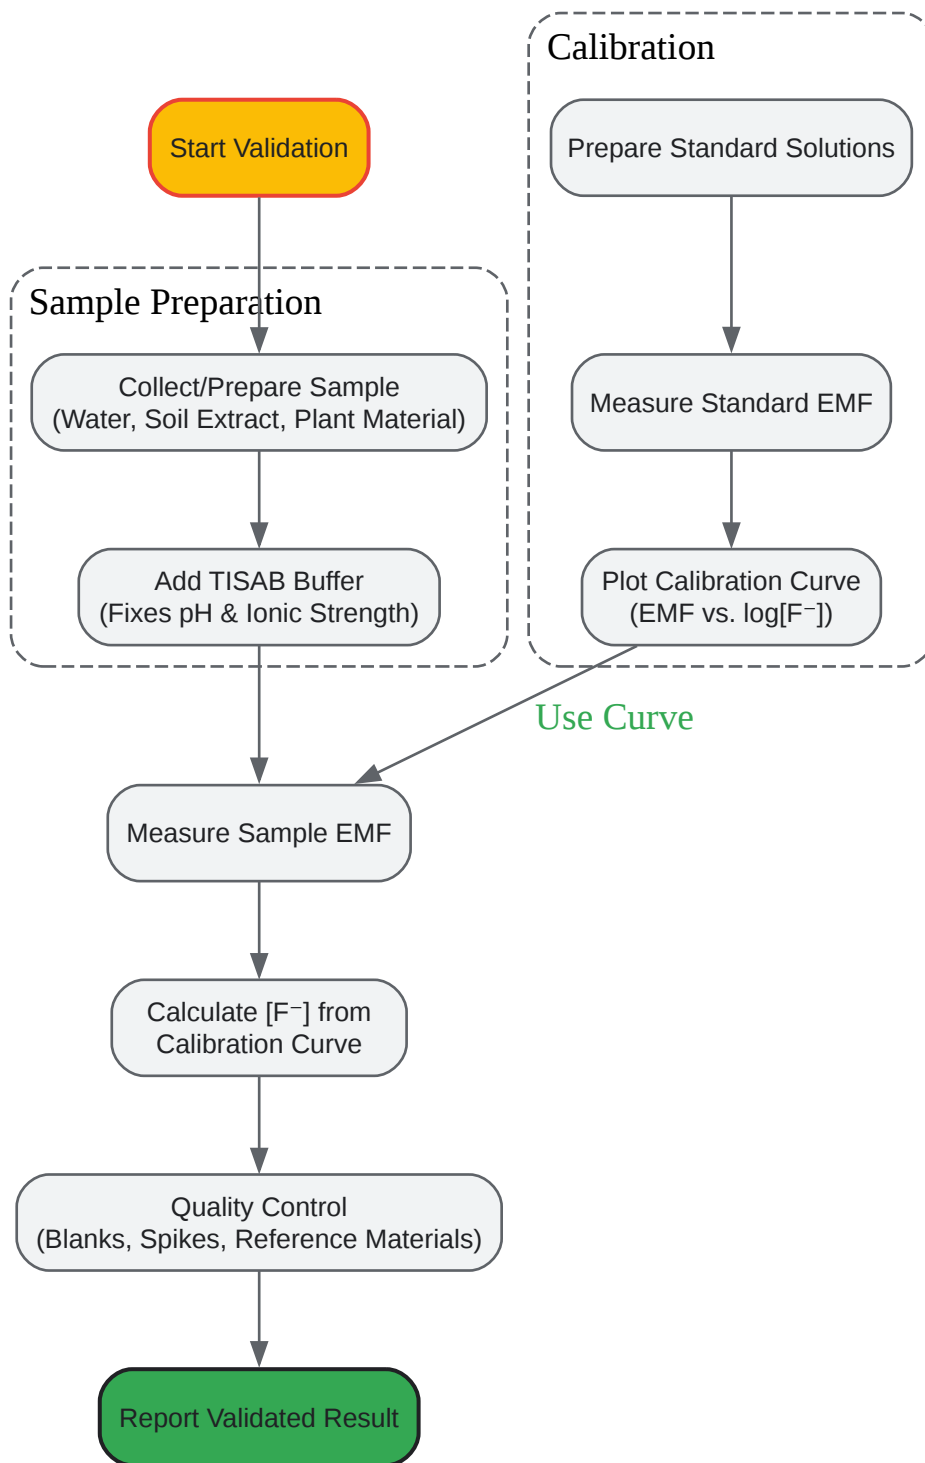 Calibration
Start Validation
Prepare Standard Solutions
Sample Preparation
Collect/Prepare Sample
(Water, Soil Extract, Plant Material)
Measure Standard EMF
Add TISAB Buffer
(Fixes pH & Ionic Strength)
Plot Calibration Curve
(EMF vs. log[F⁻])
Use Curve
Measure Sample EMF
Calculate [F⁻] from
Calibration Curve
Quality Control
(Blanks, Spikes, Reference Materials)
Report Validated Result